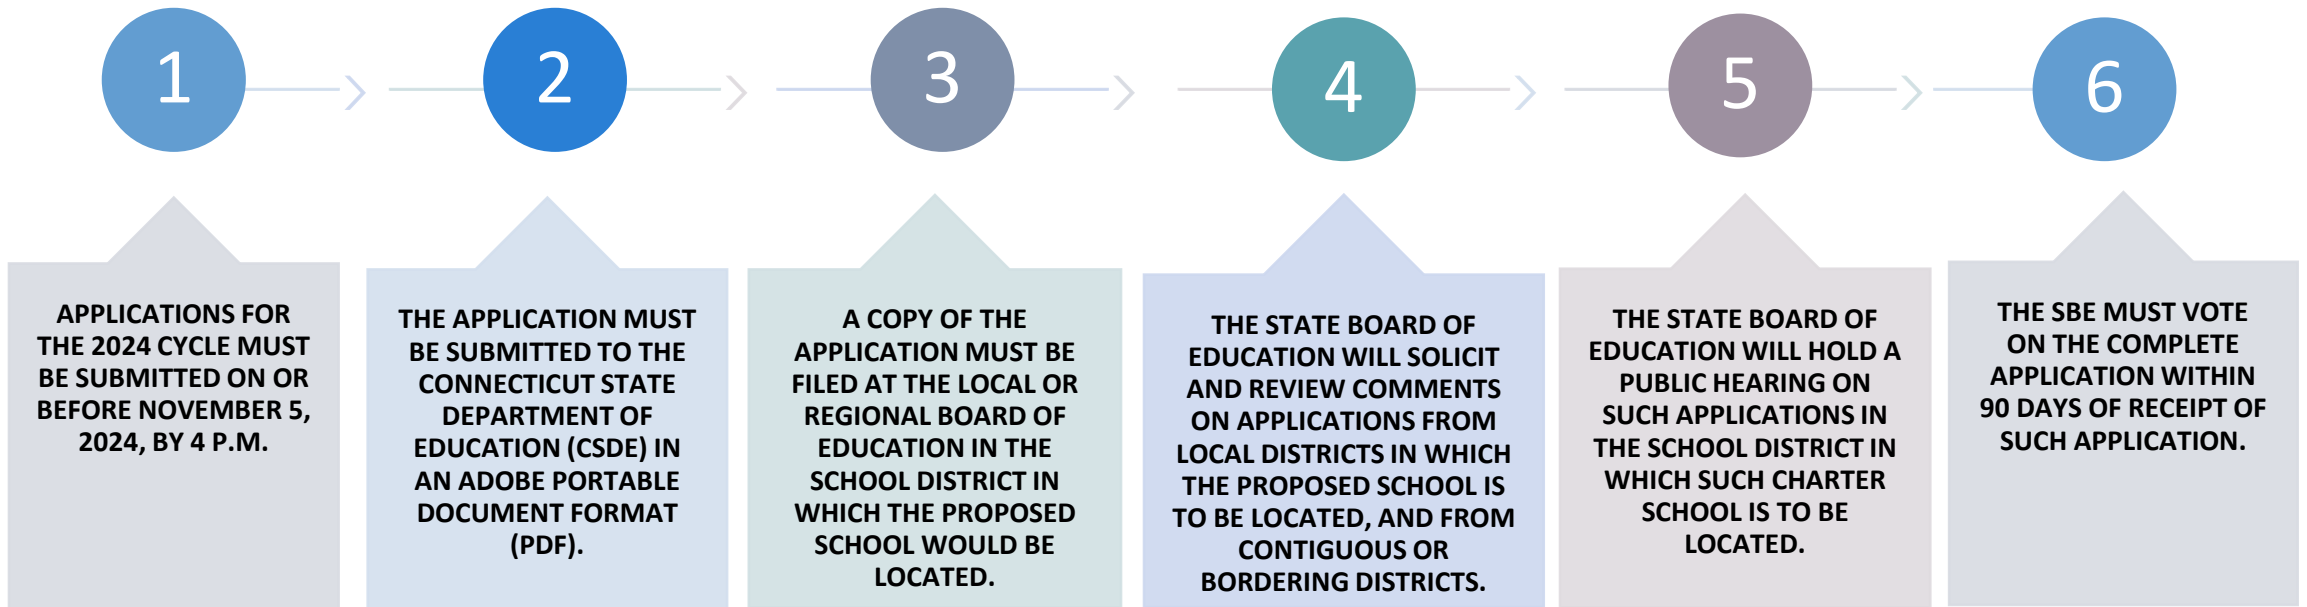 1
APPLICATIONS FOR
THE 2024 CYCLE MUST
BE SUBMITTED ON OR
BEFORE NOVEMBER 5,
2024, BY 4 P.M.
2
THE APPLICATION MUST
BE SUBMITTED TO THE
CONNECTICUT STATE
DEPARTMENT OF
EDUCATION (CSDE) IN
AN ADOBE PORTABLE
DOCUMENT FORMAT
(PDF).
3
A COPY OF THE
APPLICATION MUST BE
FILED AT THE LOCAL OR
REGIONAL BOARD OF
EDUCATION IN THE
SCHOOL DISTRICT IN
WHICH THE PROPOSED
SCHOOL WOULD BE
LOCATED.
4
THE STATE BOARD OF
EDUCATION WILL SOLICIT
AND REVIEW COMMENTS
ON APPLICATIONS FROM
LOCAL DISTRICTS IN WHICH
THE PROPOSED SCHOOL IS
TO BE LOCATED, AND FROM
CONTIGUOUS OR
BORDERING DISTRICTS.
5
THE STATE BOARD OF
EDUCATION WILL HOLD A
PUBLIC HEARING ON
SUCH APPLICATIONS IN
THE SCHOOL DISTRICT IN
WHICH SUCH CHARTER
SCHOOL IS TO BE
LOCATED.
6
THE SBE MUST VOTE
ON THE COMPLETE
APPLICATION WITHIN
90 DAYS OF RECEIPT OF
SUCH APPLICATION.